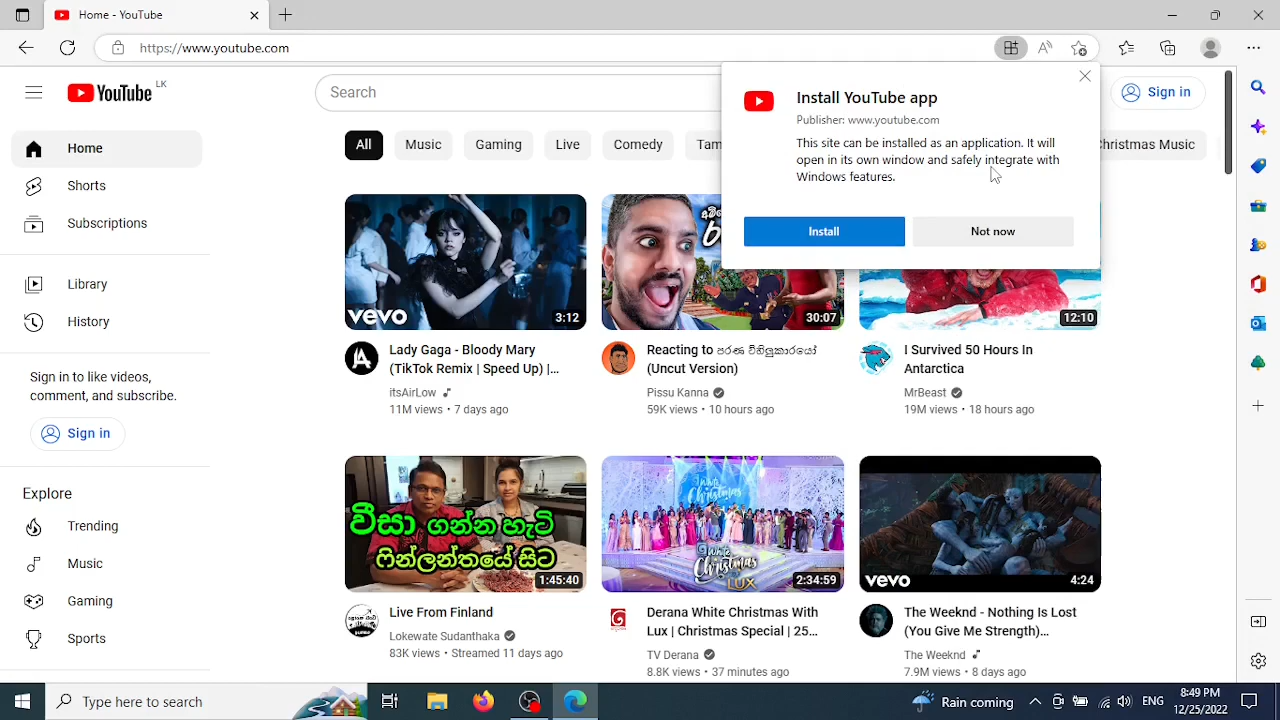 Home - YouTube
https://www.youtube.com
YouTube LK
Search
Sign in
Install YouTube app
Publisher: www.youtube.com
This site can be installed as an application. It will
open in its own window and safely integrate with
Windows features.
Install
Not now
All
Music
Gaming
Live
Comedy
Tam
hristmas Music
Home
Shorts
Subscriptions
Library
History
Sign in to like videos,
comment, and subscribe.
Sign in
Explore
Trending
Music
Gaming
Sports
vevo
3:12
30:07
12:10
Lady Gaga - Bloody Mary
(TikTok Remix | Speed Up) |...
itsAirLow
11M views • 7 days ago
Reacting to පරණ විහිලුකාරයෝ
(Uncut Version)
Pissu Kanna
59K views • 10 hours ago
I Survived 50 Hours In
Antarctica
MrBeast
19M views • 18 hours ago
වීසා ගන්න හැටි
ෆින්ලන්තයේ සිට
1:45:40
White
Christmas
White
Christmas
LUX
2:34:59
vevo
4:24
Live From Finland
Lokewate Sudanthaka
83K views • Streamed 11 days ago
Derana White Christmas With
Lux | Christmas Special | 25...
TV Derana
8.8K views • 37 minutes ago
The Weeknd - Nothing Is Lost
(You Give Me Strength)...
The Weeknd
7.9M views • 8 days ago
Type here to search
Rain coming
ENG
8:49 PM
12/25/2022